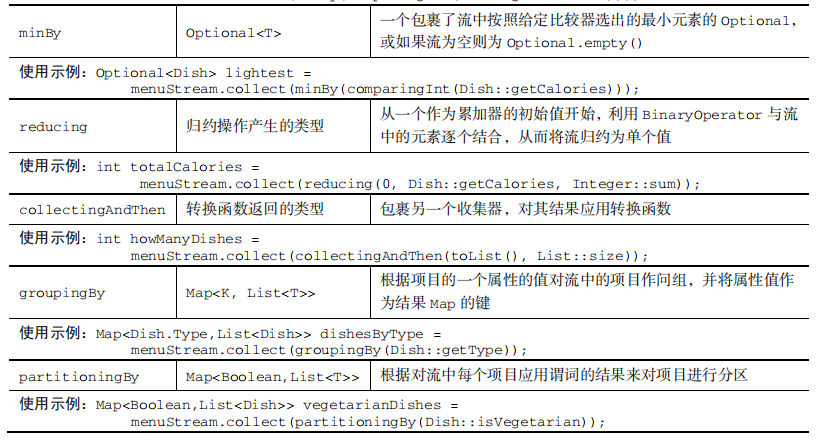 minBy Optional<T> 一个包裹了流中按照给定比较器选出的最小元素的 Optional,
或如果流为空则为 Optional.empty()
使用示例：Optional<Dish> lightest =
menuStream.collect(minBy(comparingInt(Dish::getCalories)));
reducing 归约操作产生的类型 从一个作为累加器的初始值开始，利用 BinaryOperator 与流
中的元素逐个结合，从而将流归约为单个值
使用示例：int totalCalories =
menuStream.collect(reducing(0, Dish::getCalories, Integer::sum));
collectingAndThen 转换函数返回的类型 包裹另一个收集器，对其结果应用转换函数
使用示例：int howManyDishes =
menuStream.collect(collectingAndThen(toList(), List::size));
groupingBy Map<K, List<T>> 根据项目的一个属性的值对流中的项目作问组，并将属性值作
为结果 Map 的键
使用示例：Map<Dish.Type,List<Dish>> dishesByType =
menuStream.collect(groupingBy(Dish::getType));
partitioningBy Map<Boolean,List<T>> 根据对流中每个项目应用谓词的结果来对项目进行分区
使用示例：Map<Boolean,List<Dish>> vegetarianDishes =
menuStream.collect(partitioningBy(Dish::isVegetarian));